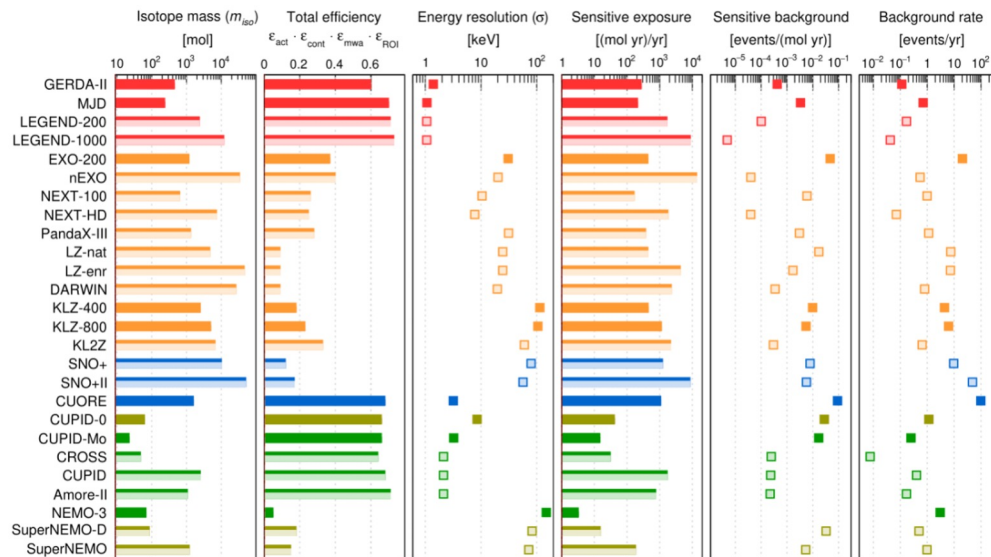 Isotope mass (m_iso) Total efficiency Energy resolution (σ) Sensitive exposure Sensitive background Background rate
[mol] ε_act · ε_cont · ε_mwa · ε_ROI [keV] [(mol yr)/yr] [events/(mol yr)] [events/yr]
10 10² 10³ 10⁴ 0 0.2 0.4 0.6 1 10 10² 1 10 10² 10³ 10⁴ 10⁻⁵ 10⁻⁴ 10⁻³ 10⁻² 10⁻¹ 10⁻² 10⁻¹ 1 10 10²
GERDA-II
MJD
LEGEND-200
LEGEND-1000
EXO-200
nEXO
NEXT-100
NEXT-HD
PandaX-III
LZ-nat
LZ-enr
DARWIN
KLZ-400
KLZ-800
KL2Z
SNO+
SNO+II
CUORE
CUPID-0
CUPID-Mo
CROSS
CUPID
Amore-II
NEMO-3
SuperNEMO-D
SuperNEMO